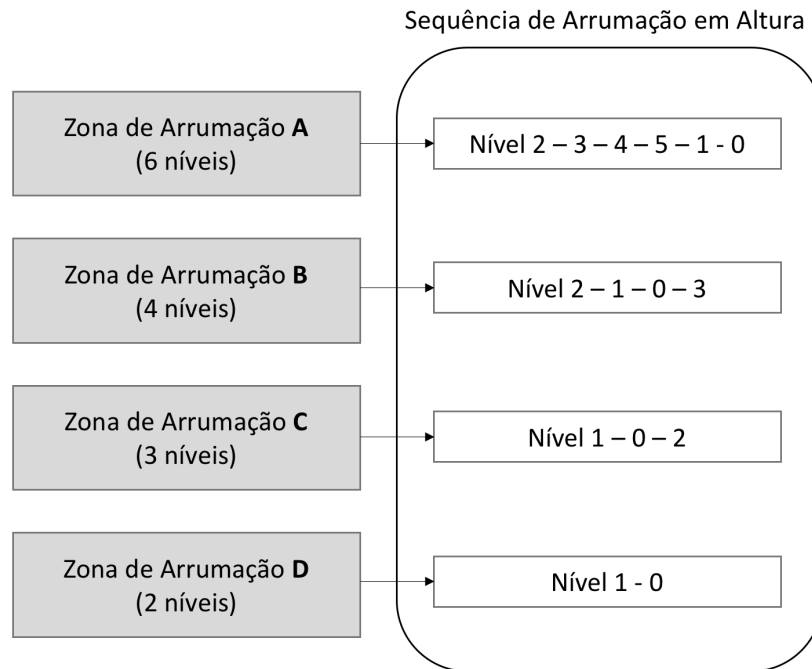 Sequência de Arrumação em Altura
Zona de Arrumação A
(6 níveis)
Nível 2 – 3 – 4 – 5 – 1 - 0
Zona de Arrumação B
(4 níveis)
Nível 2 – 1 – 0 – 3
Zona de Arrumação C
(3 níveis)
Nível 1 – 0 – 2
Zona de Arrumação D
(2 níveis)
Nível 1 - 0